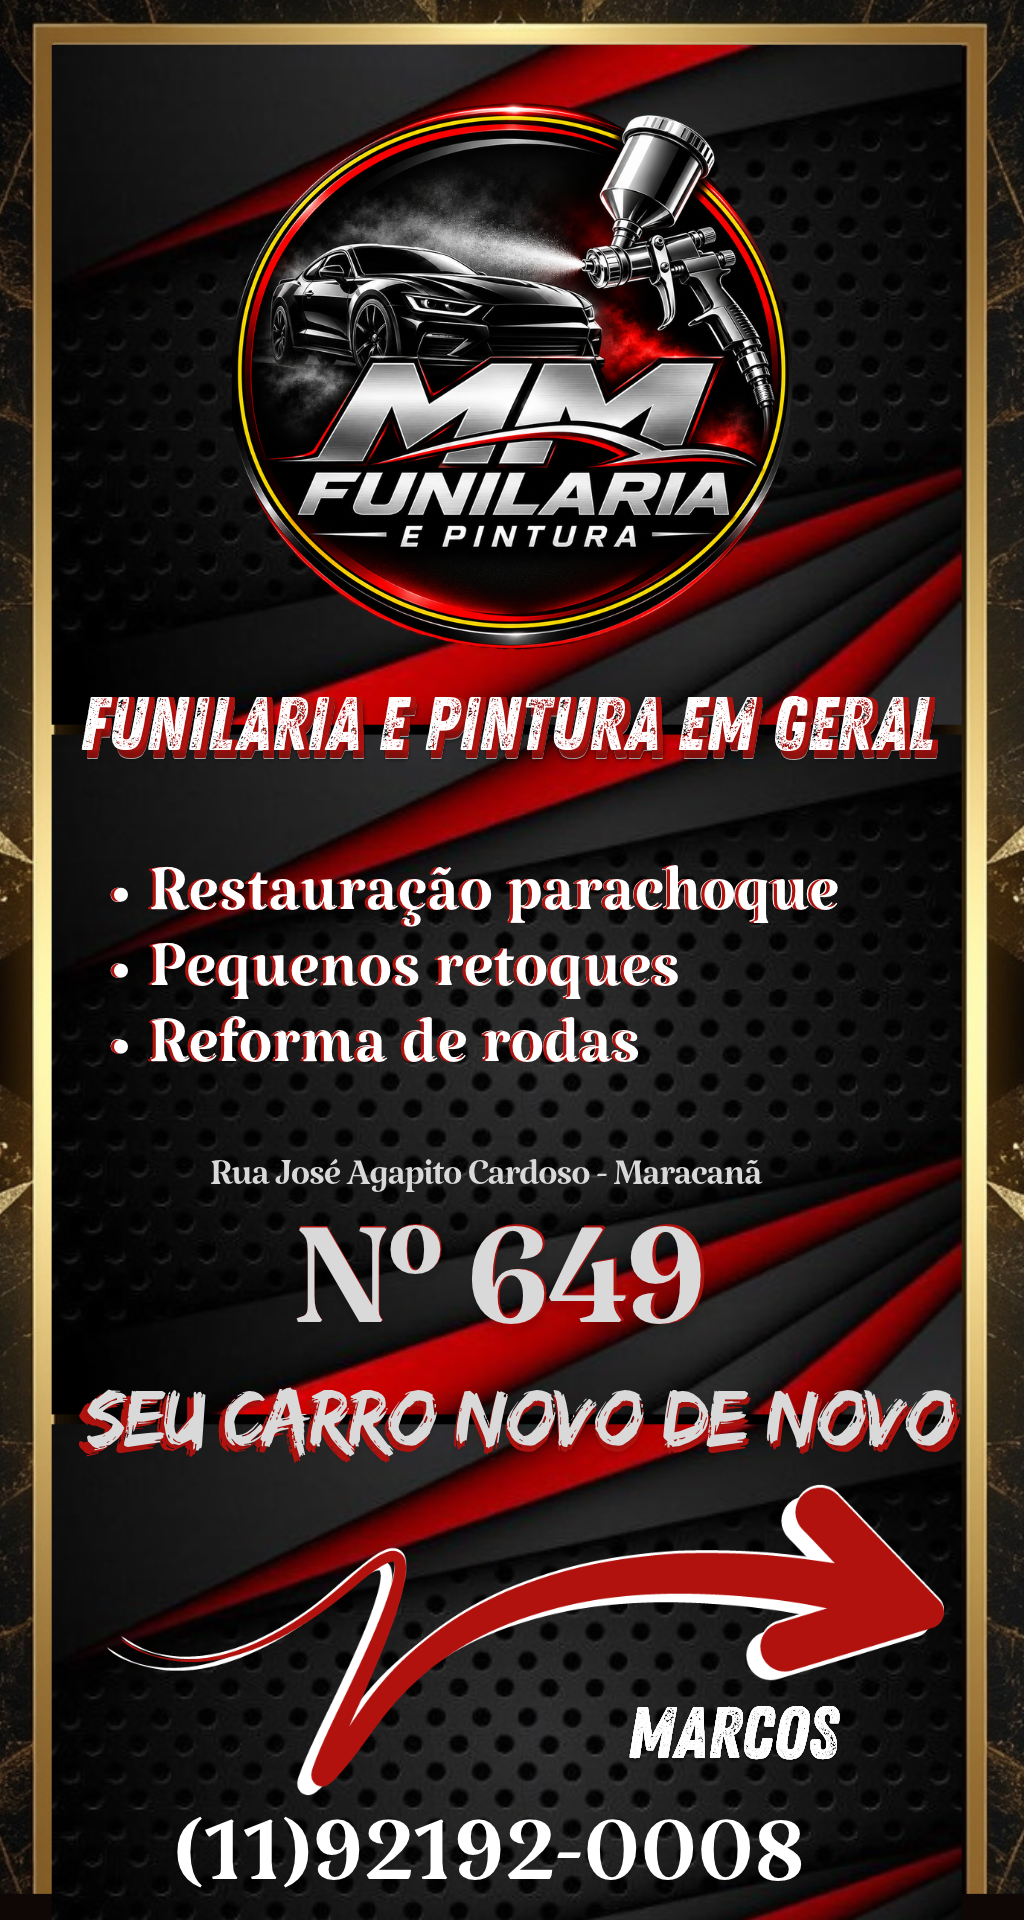 MM
FUNILARIA
E PINTURA
FUNILARIA E PINTURA EM GERAL
• Restauração parachoque
• Pequenos retoques
• Reforma de rodas
Rua José Agapito Cardoso - Maracanã
Nº 649
SEU CARRO NOVO DE NOVO
MARCOS
(11)92192-0008